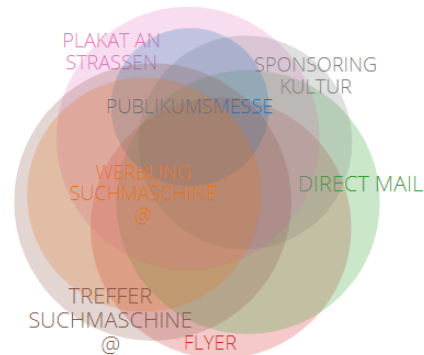 PLAKAT AN
STRASSEN
SPONSORING
KULTUR
PUBLIKUMSMESSE
WERBUNG
SUCHMASCHINE
@
DIRECT MAIL
TREFFER
SUCHMASCHINE
@
FLYER